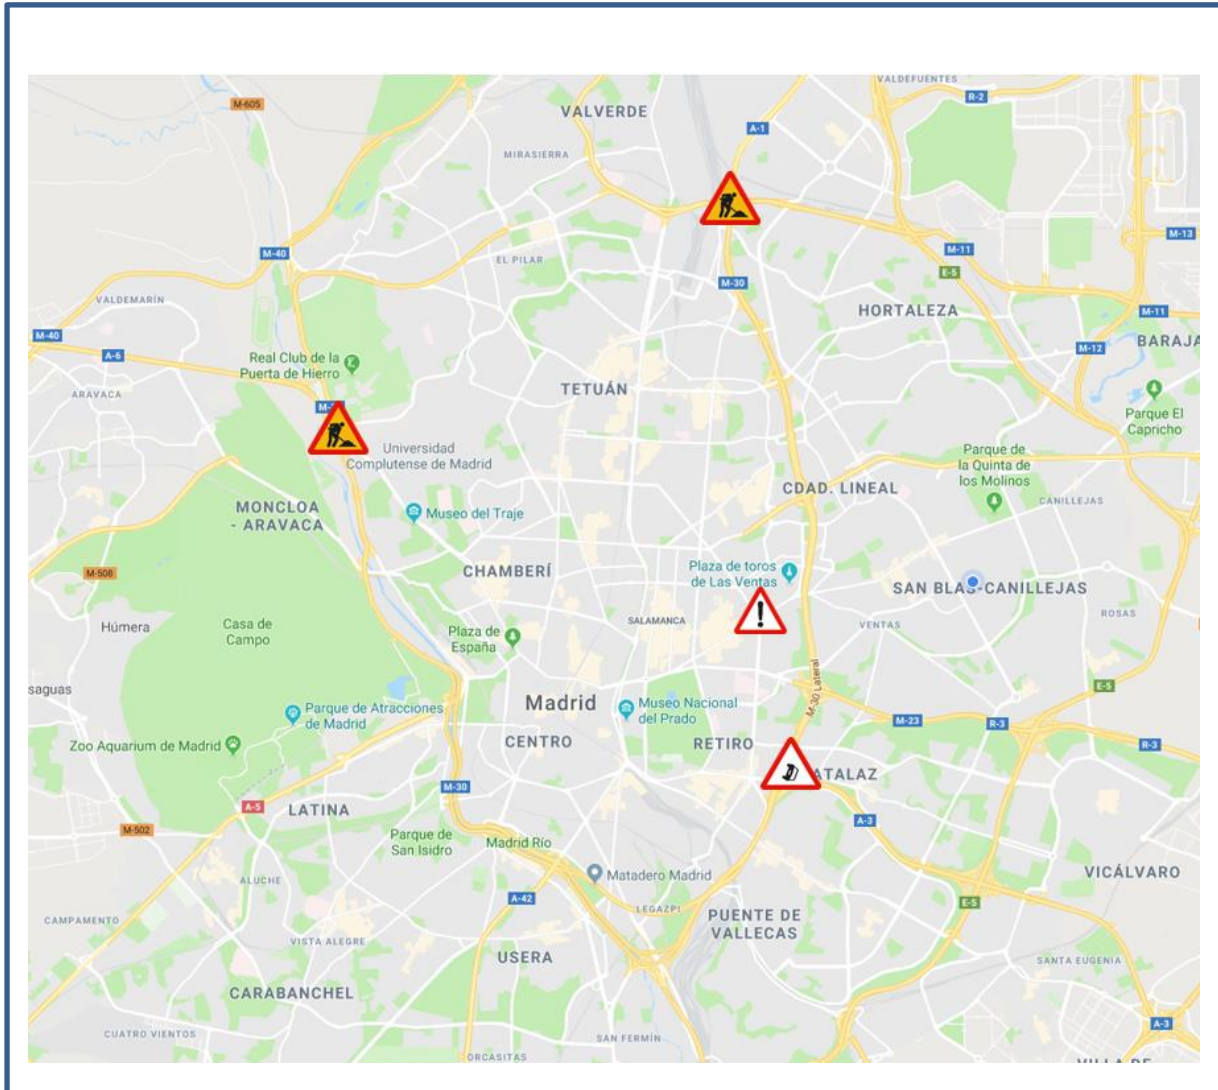 VALDEFUENTES
R-2
M-605
VALVERDE
A-1
MIRASIERRA
M-13
M-11
M-40
EL PILAR
E-5
M-30
VALDEMARÍN
HORTALEZA
M-11
M-40
BARAJA
A-6
M-12
Real Club de la
Puerta de Hierro
ARAVACA
TETUÁN
Parque El
Capricho
Universidad
Complutense de Madrid
Parque de
la Quinta de
los Molinos
CDAD. LINEAL
CANILLEJAS
MONCLOA
- ARAVACA
Museo del Traje
M-508
CHAMBERÍ
Plaza de toros
de Las Ventas
SAN BLAS-CANILLEJAS
ROSAS
Húmera
Casa de
Campo
SALAMANCA
VENTAS
Plaza de
España
saguas
M-30 Lateral
E-5
Parque de Atracciones
de Madrid
Madrid
Museo Nacional
del Prado
M-23
R-3
Zoo Aquarium de Madrid
CENTRO
RETIRO
R-3
ATALAZ
M-30
A-5
LATINA
A-3
M-502
Parque de
San Isidro
Madrid Río
ALUCHE
Matadero Madrid
VICÁLVARO
A-42
E-5
CAMPAMENTO
LEGAZPI
PUENTE DE
VALLECAS
VISTA ALEGRE
USERA
SANTA EUGENIA
CARABANCHEL
A-3
CUATRO VIENTOS
SAN FERMÍN
ORCASITAS